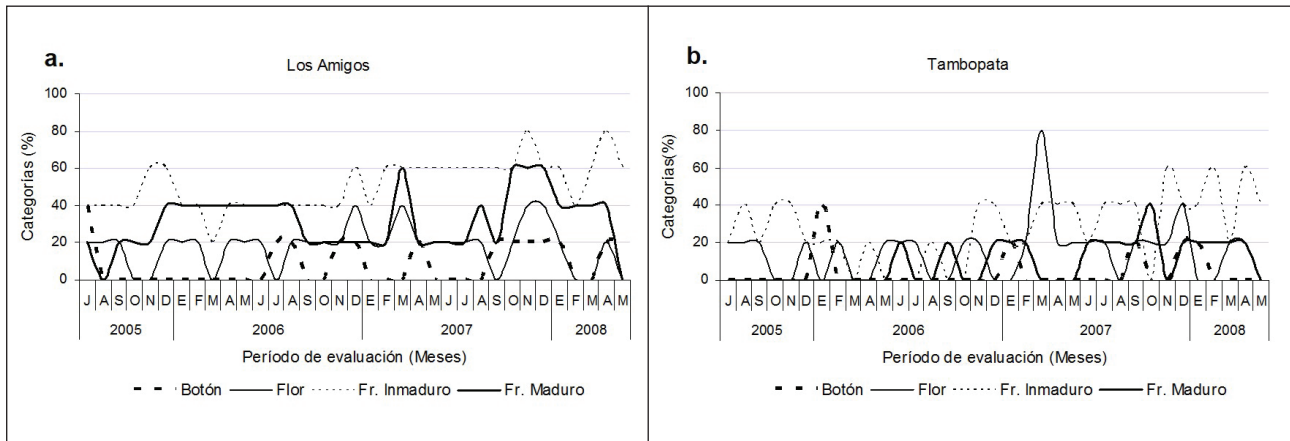 a.
Los Amigos
Categorías (%)
100
80
60
40
20
0
J A S O N D E F M A M J J A S O N D E F M A M J J A S O N D E F M A M
2005 2006 2007 2008
Período de evaluación (Meses)
Botón Flor Fr. Inmaduro Fr. Maduro
b.
Tambopata
Categorías(%)
100
80
60
40
20
0
J A S O N D E F M A M J J A S O N D E F M A M J J A S O N D E F M A M
2005 2006 2007 2008
Período de evaluación (Meses)
Botón Flor Fr. Inmaduro Fr. Maduro